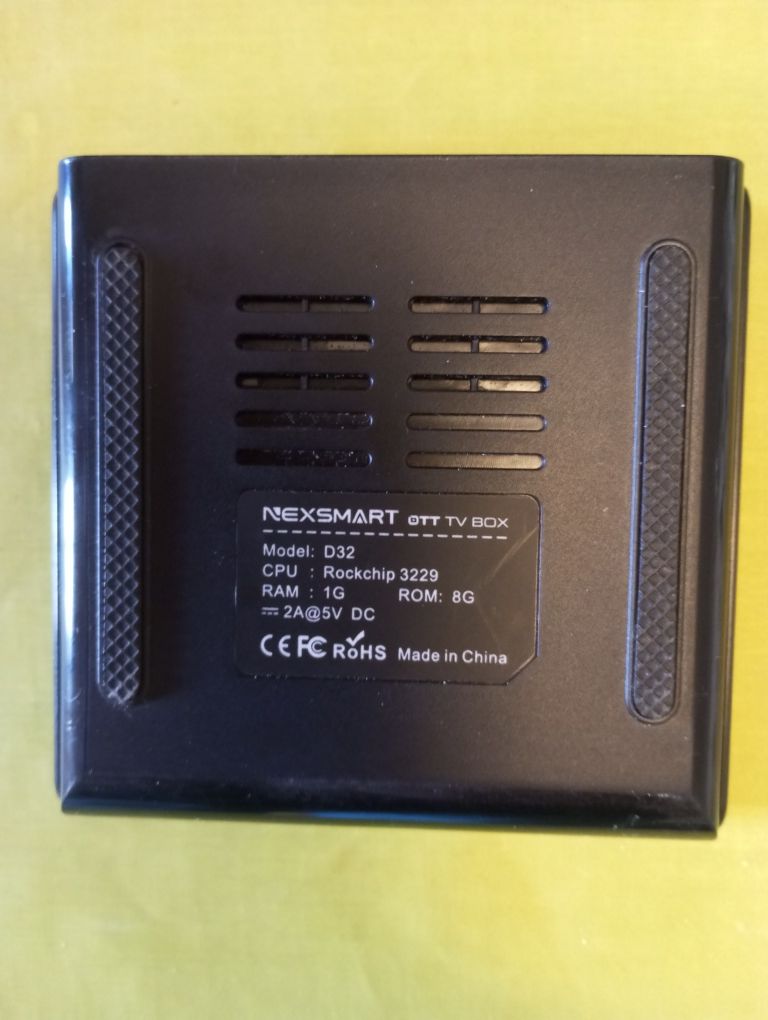 NEXSMART OTT TV BOX
Model: D32
CPU : Rockchip 3229
RAM : 1G ROM: 8G
2A@5V DC
CE FC RoHS Made in China